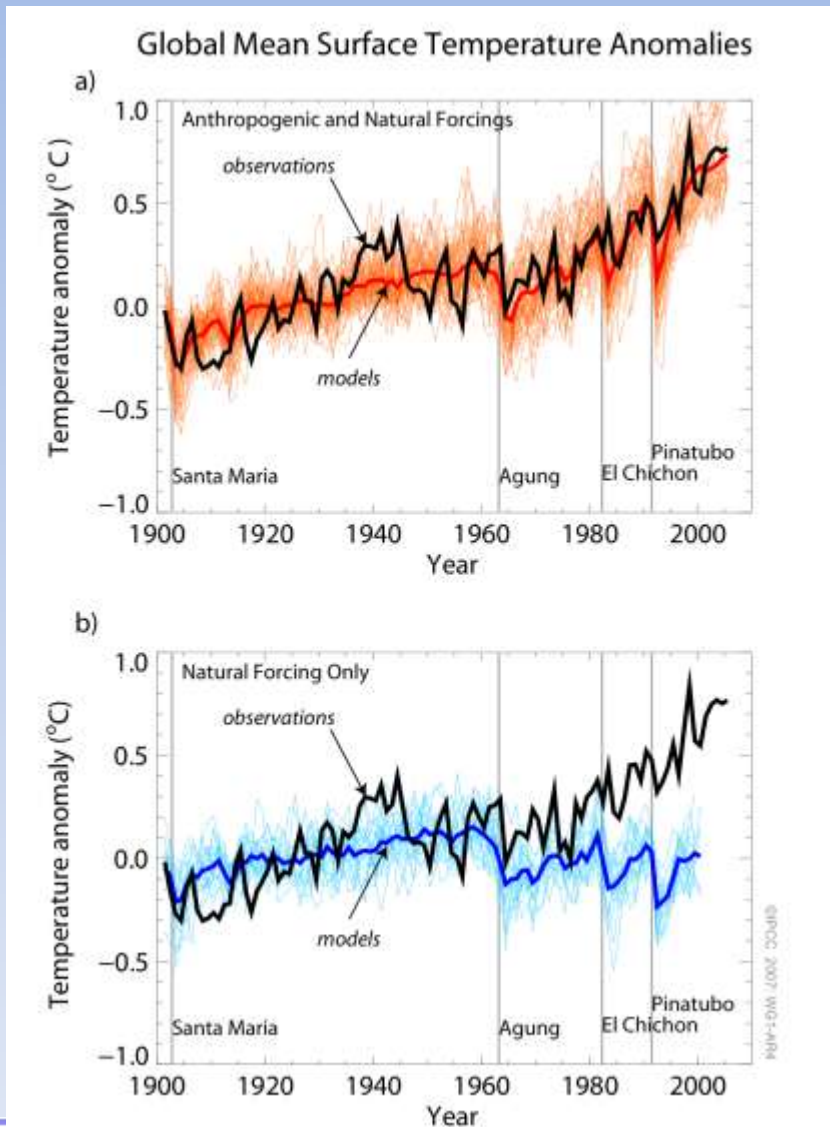 Global Mean Surface Temperature Anomalies
a)
Temperature anomaly (° C)
1.0
0.5
0.0
−0.5
−1.0
Anthropogenic and Natural Forcings
observations
models
Santa Maria
Agung
El Chichon
Pinatubo
1900 1920 1940 1960 1980 2000
Year
b)
Temperature anomaly (°C)
1.0
0.5
0.0
−0.5
−1.0
Natural Forcing Only
observations
models
Santa Maria
Agung
El Chichon
Pinatubo
1900 1920 1940 1960 1980 2000
Year
©IPCC 2007: WG1-AR4